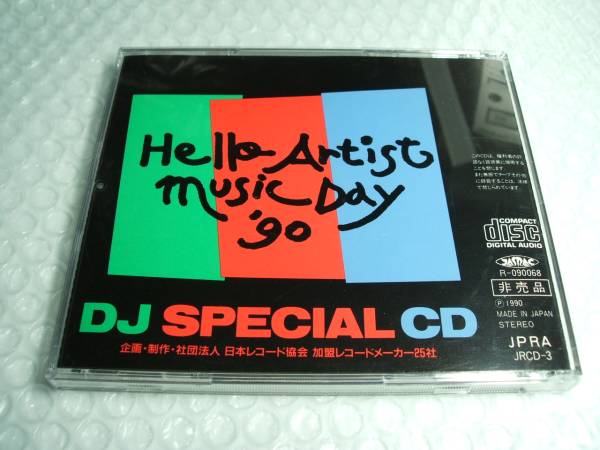 Hello Artist
Music Day
'90
DJ SPECIAL CD
企画・制作・社団法人 日本レコード協会 加盟レコードメーカー25社
COMPACT
disc
DIGITAL AUDIO
JASRAC
R-090068
非売品
Ⓟ 1990
MADE IN JAPAN
STEREO
JPRA
JRCD-3